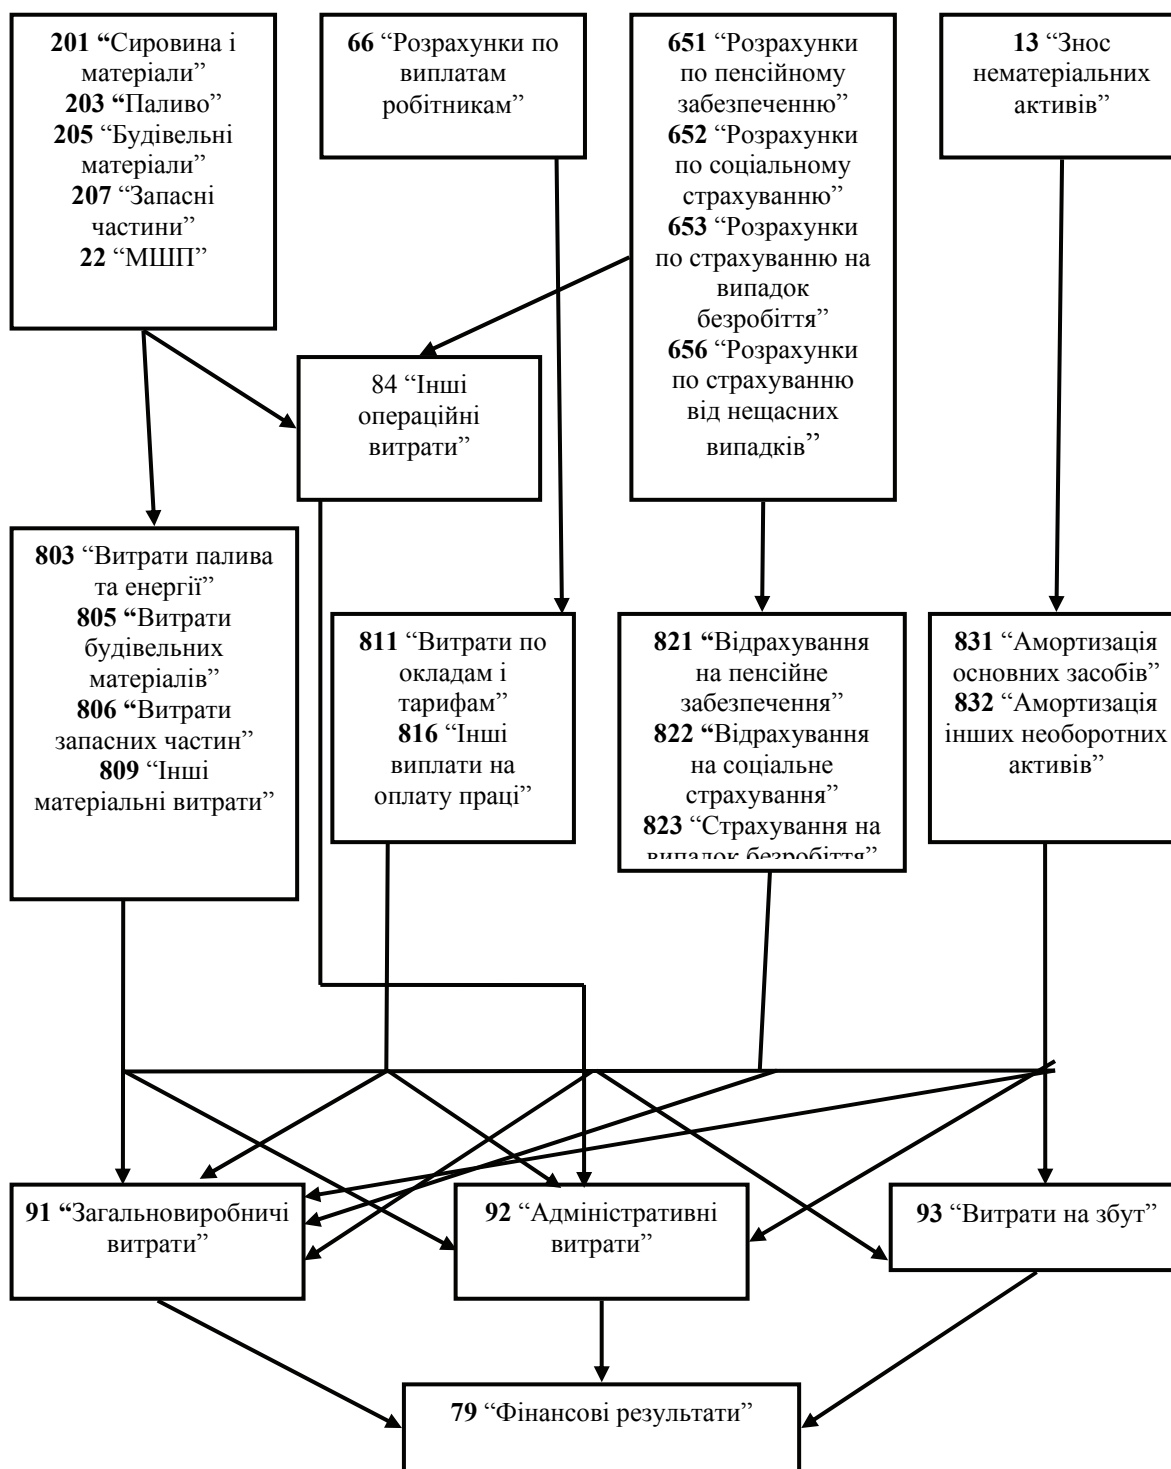 201 “Сировина і
матеріали”
203 “Паливо”
205 “Будівельні
матеріали”
207 “Запасні
частини”
22 “МШП”
66 “Розрахунки по
виплатам
робітникам”
651 “Розрахунки
по пенсійному
забезпеченню”
652 “Розрахунки
по соціальному
страхуванню”
653 “Розрахунки
по страхуванню на
випадок
безробіття”
656 “Розрахунки
по страхуванню
від нещасних
випадків”
13 “Знос
нематеріальних
активів”
84 “Інші
операційні
витрати”
803 “Витрати палива
та енергії”
805 “Витрати
будівельних
матеріалів”
806 “Витрати
запасних частин”
809 “Інші
матеріальні витрати”
811 “Витрати по
окладам і
тарифам”
816 “Інші
виплати на
оплату праці”
821 “Відрахування
на пенсійне
забезпечення”
822 “Відрахування
на соціальне
страхування”
823 “Страхування на
випадок безробіття”
831 “Амортизація
основних засобів”
832 “Амортизація
інших необоротних
активів”
91 “Загальновиробничі
витрати”
92 “Адміністративні
витрати”
93 “Витрати на збут”
79 “Фінансові результати”